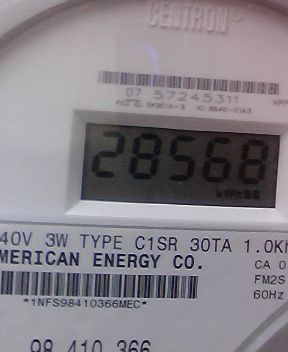 CENTRON®
07 57245311
28568
kWh
40V 3W TYPE C1SR 30TA 1.0K
MERICAN ENERGY CO.
CA 0
FM2S
*1NFS98410366MEC*
60Hz
98 410 366